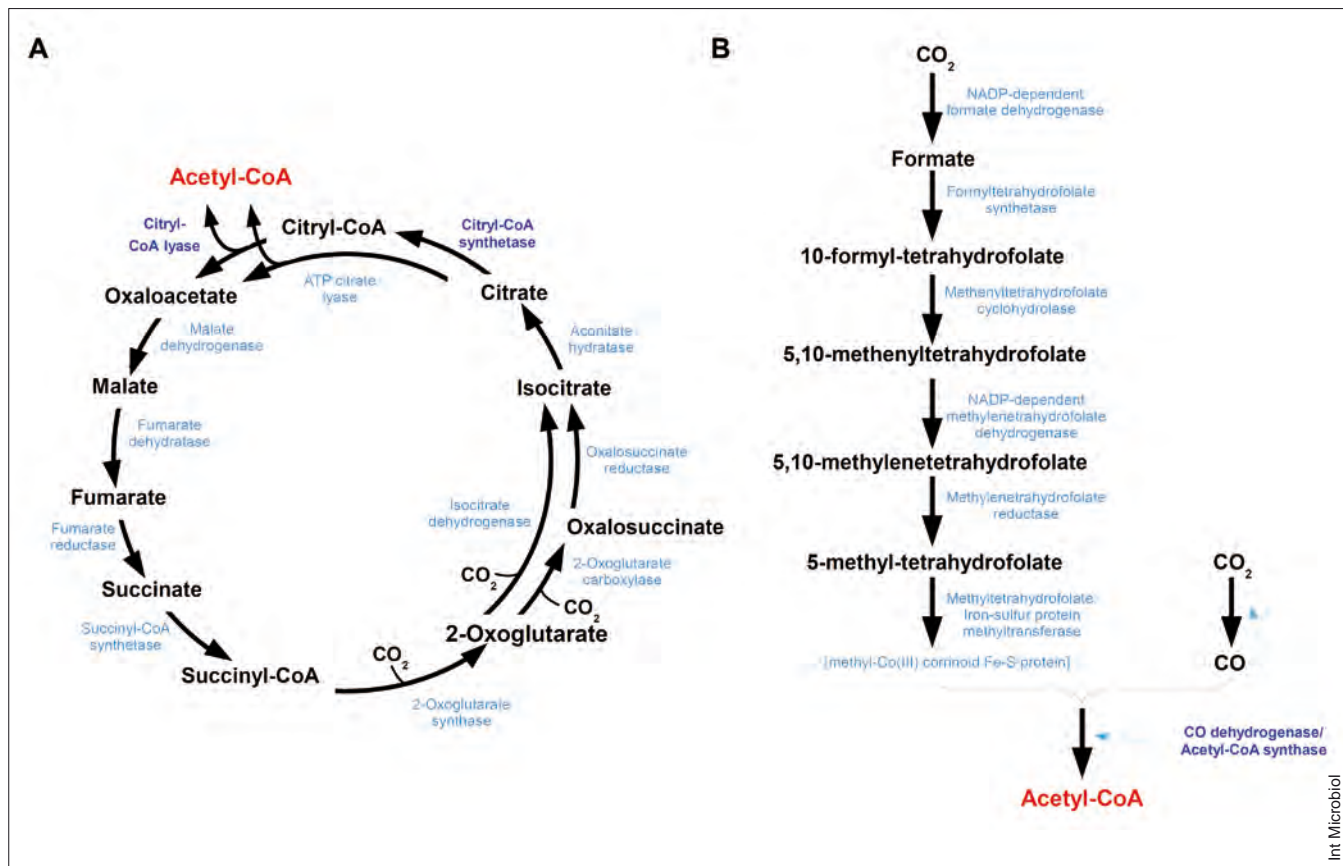 A
Acetyl-CoA
Citryl-
CoA lyase
Citryl-CoA
Citryl-CoA
synthetase
ATP citrate
lyase
Citrate
Oxaloacetate
Malate
dehydrogenase
Aconitate
hydratase
Malate
Isocitrate
Fumarate
dehydratase
Oxalosuccinate
reductase
Fumarate
Isocitrate
dehydrogenase
Oxalosuccinate
Fumarate
reductase
CO2
2-Oxoglutarate
carboxylase
Succinate
CO2
Succinyl-CoA
synthetase
2-Oxoglutarate
CO2
Succinyl-CoA
2-Oxoglutarate
synthase
B
CO2
NADP-dependent
formate dehydrogenase
Formate
Formyltetrahydrofolate
synthetase
10-formyl-tetrahydrofolate
Methenyltetrahydrofolate
cyclohydrolase
5,10-methenyltetrahydrofolate
NADP-dependent
methylenetrahydrofolate
dehydrogenase
5,10-methylenetetrahydrofolate
Methylenetrahydrofolate
reductase
5-methyl-tetrahydrofolate
Methyltetrahydrofolate:
Iron-sulfur protein
methyltransferase
[methyl-Co(III) corrinoid Fe-S protein]
CO2
CO
CO dehydrogenase/
Acetyl-CoA synthase
Acetyl-CoA
Int Microbiol